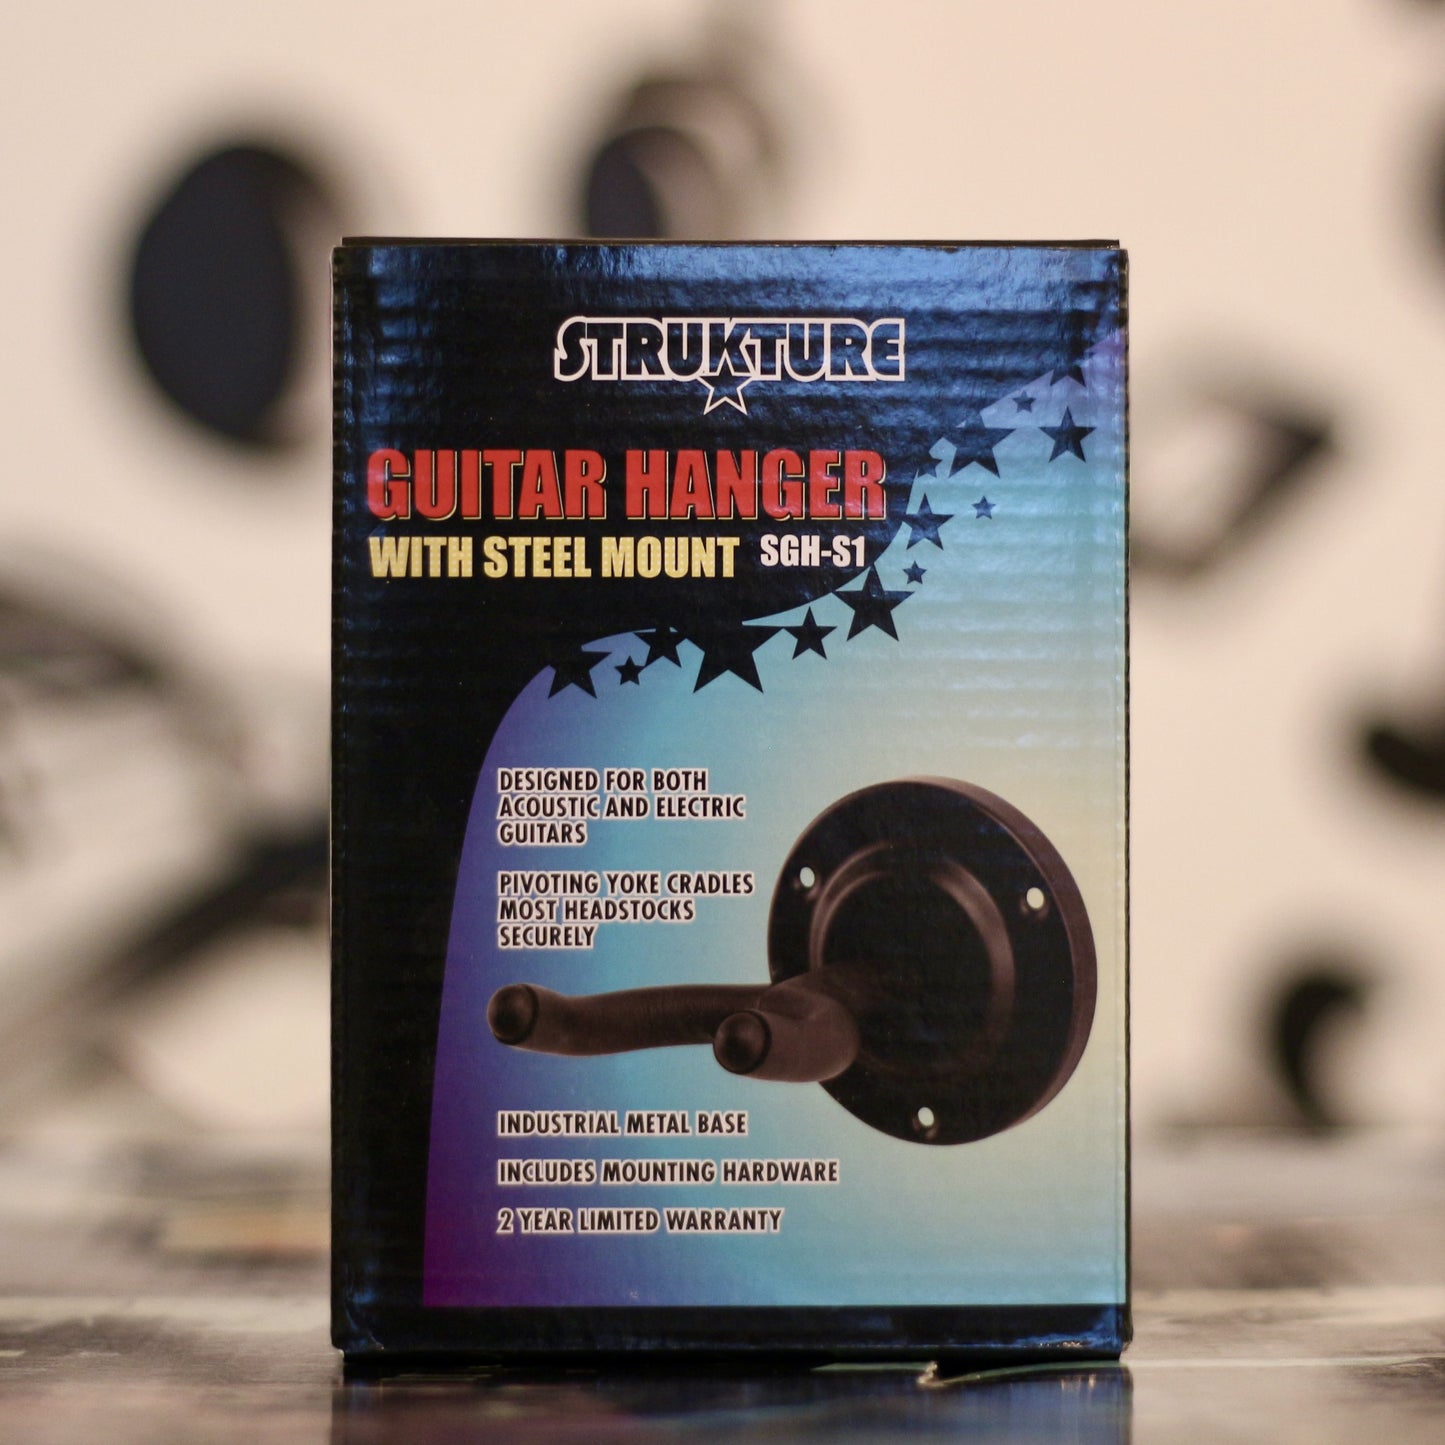 STRUKTURE
GUITAR HANGER
WITH STEEL MOUNT SGH-S1
DESIGNED FOR BOTH
ACOUSTIC AND ELECTRIC
GUITARS
PIVOTING YOKE CRADLES
MOST HEADSTOCKS
SECURELY
INDUSTRIAL METAL BASE
INCLUDES MOUNTING HARDWARE
2 YEAR LIMITED WARRANTY